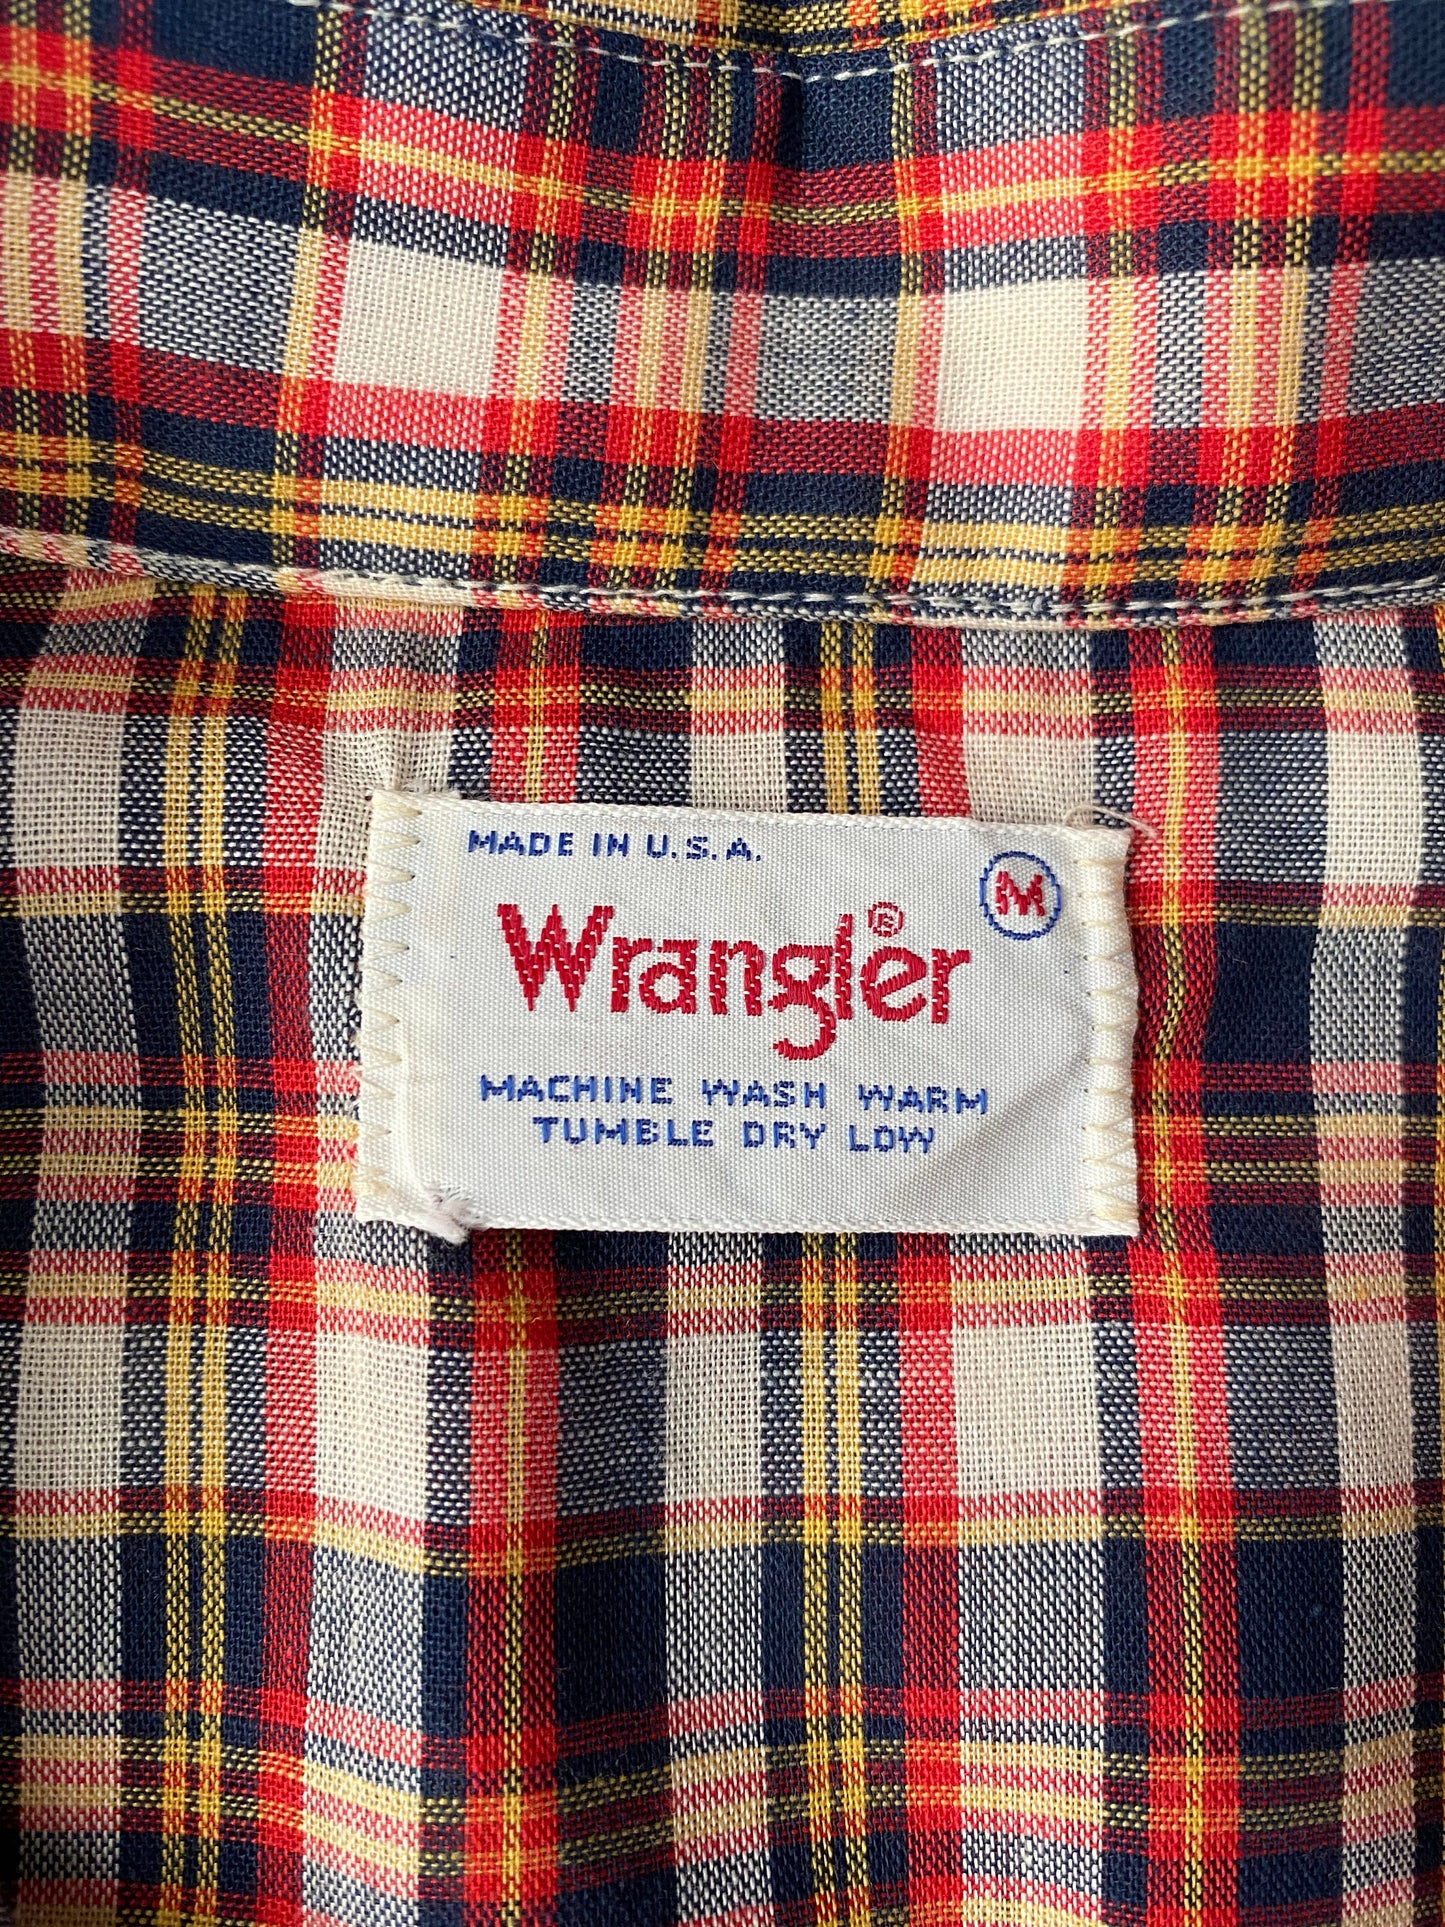 MADE IN U.S.A.
M
Wrangler®
MACHINE WASH WARM
TUMBLE DRY LOW